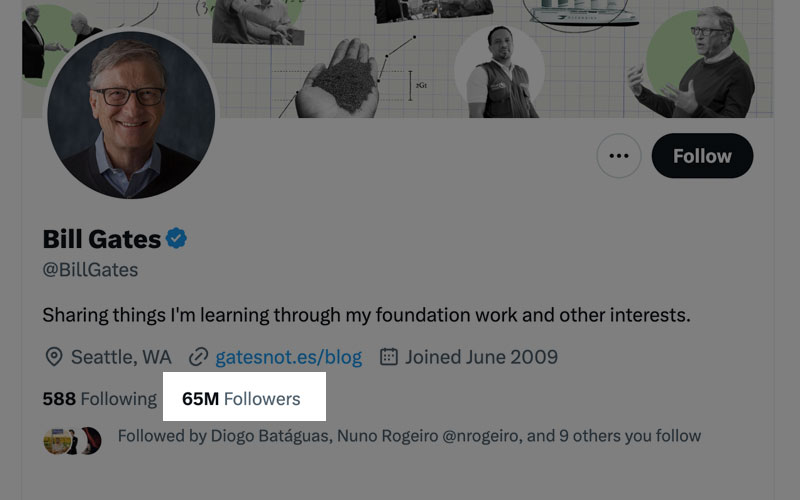 2Gt
Follow
Bill Gates
@BillGates
Sharing things I'm learning through my foundation work and other interests.
Seattle, WA gatesnot.es/blog Joined June 2009
588 Following 65M Followers
Followed by Diogo Batáguas, Nuno Rogeiro @nrogeiro, and 9 others you follow